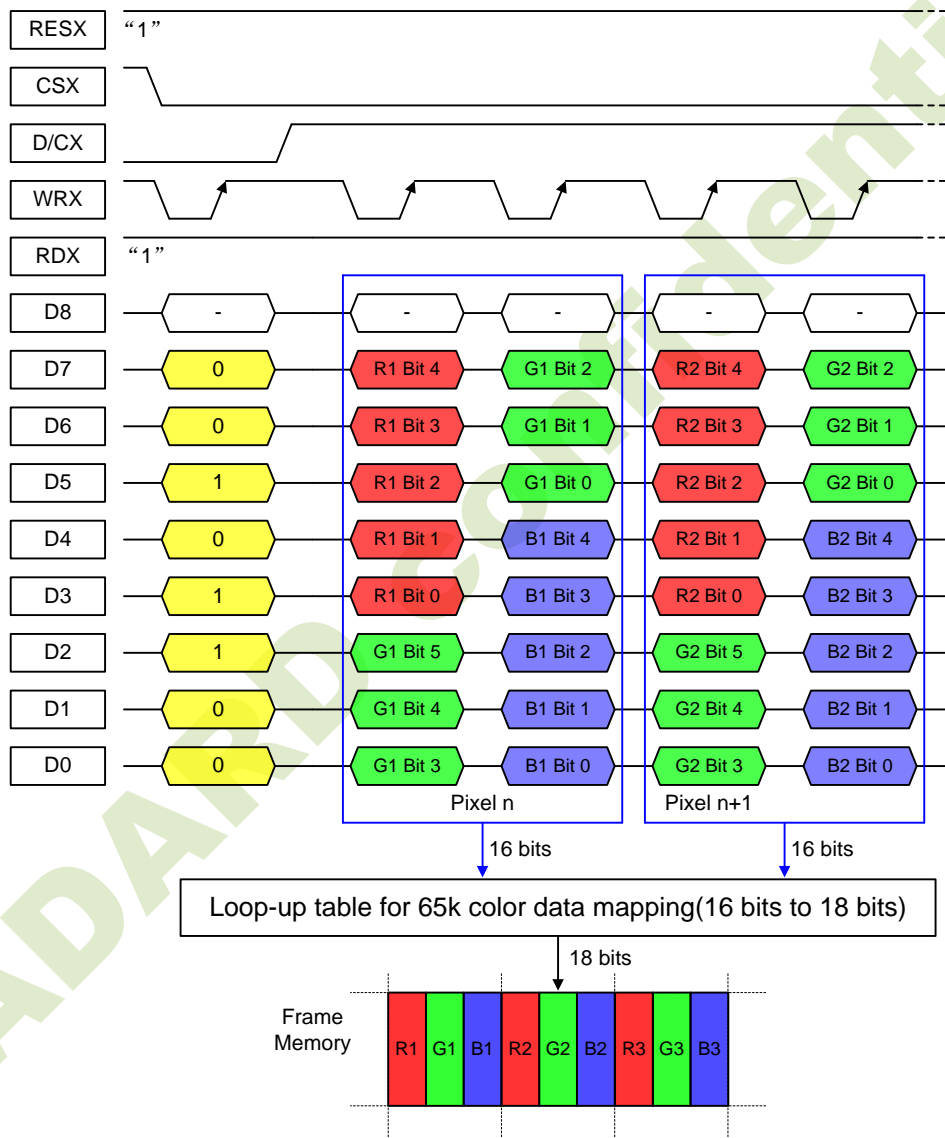 RESX “1”
CSX
D/CX
WRX
RDX “1”
D8 - - - - -
D7 0 R1 Bit 4 G1 Bit 2 R2 Bit 4 G2 Bit 2
D6 0 R1 Bit 3 G1 Bit 1 R2 Bit 3 G2 Bit 1
D5 1 R1 Bit 2 G1 Bit 0 R2 Bit 2 G2 Bit 0
D4 0 R1 Bit 1 B1 Bit 4 R2 Bit 1 B2 Bit 4
D3 1 R1 Bit 0 B1 Bit 3 R2 Bit 0 B2 Bit 3
D2 1 G1 Bit 5 B1 Bit 2 G2 Bit 5 B2 Bit 2
D1 0 G1 Bit 4 B1 Bit 1 G2 Bit 4 B2 Bit 1
D0 0 G1 Bit 3 B1 Bit 0 G2 Bit 3 B2 Bit 0
Pixel n Pixel n+1
16 bits 16 bits
Loop-up table for 65k color data mapping(16 bits to 18 bits)
18 bits
Frame
Memory
R1 G1 B1 R2 G2 B2 R3 G3 B3
ADARD confidenti